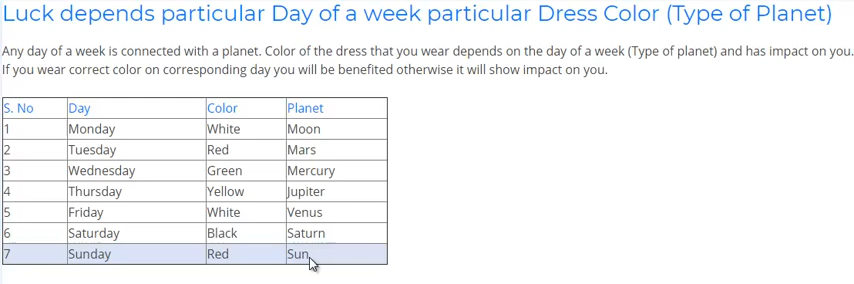 Luck depends particular Day of a week particular Dress Color (Type of Planet)
Any day of a week is connected with a planet. Color of the dress that you wear depends on the day of a week (Type of planet) and has impact on you.
If you wear correct color on corresponding day you will be benefited otherwise it will show impact on you.
S. No Day Color Planet
1 Monday White Moon
2 Tuesday Red Mars
3 Wednesday Green Mercury
4 Thursday Yellow Jupiter
5 Friday White Venus
6 Saturday Black Saturn
7 Sunday Red Sun